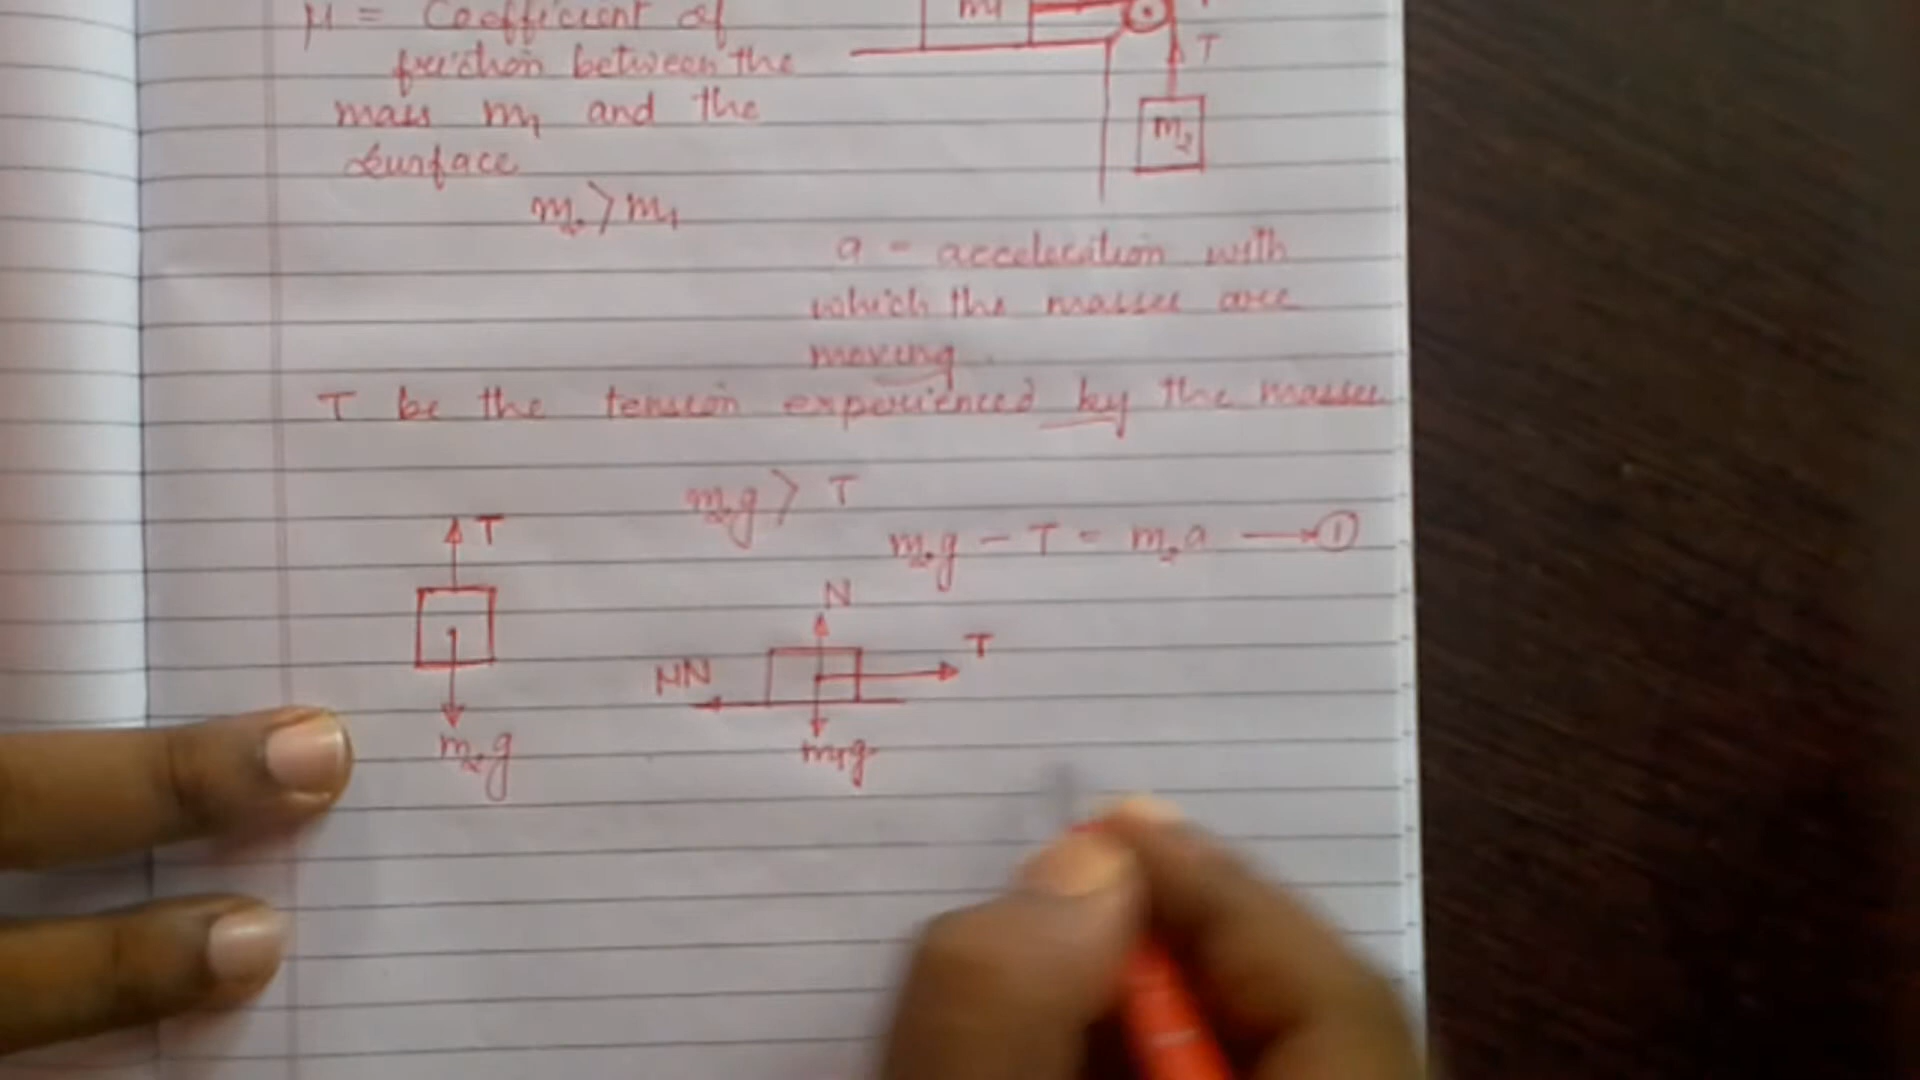 μ = Coefficient of
friction between the
mass m₁ and the
surface
m₂ > m₁
m₁
T
m₂
a - acceleration with
which the masses are
moving.
T be the tension experienced by the masses
m₂g > T
m₂g - T = m₂a → ①
T
m₂g
N
μN
T
m₁g